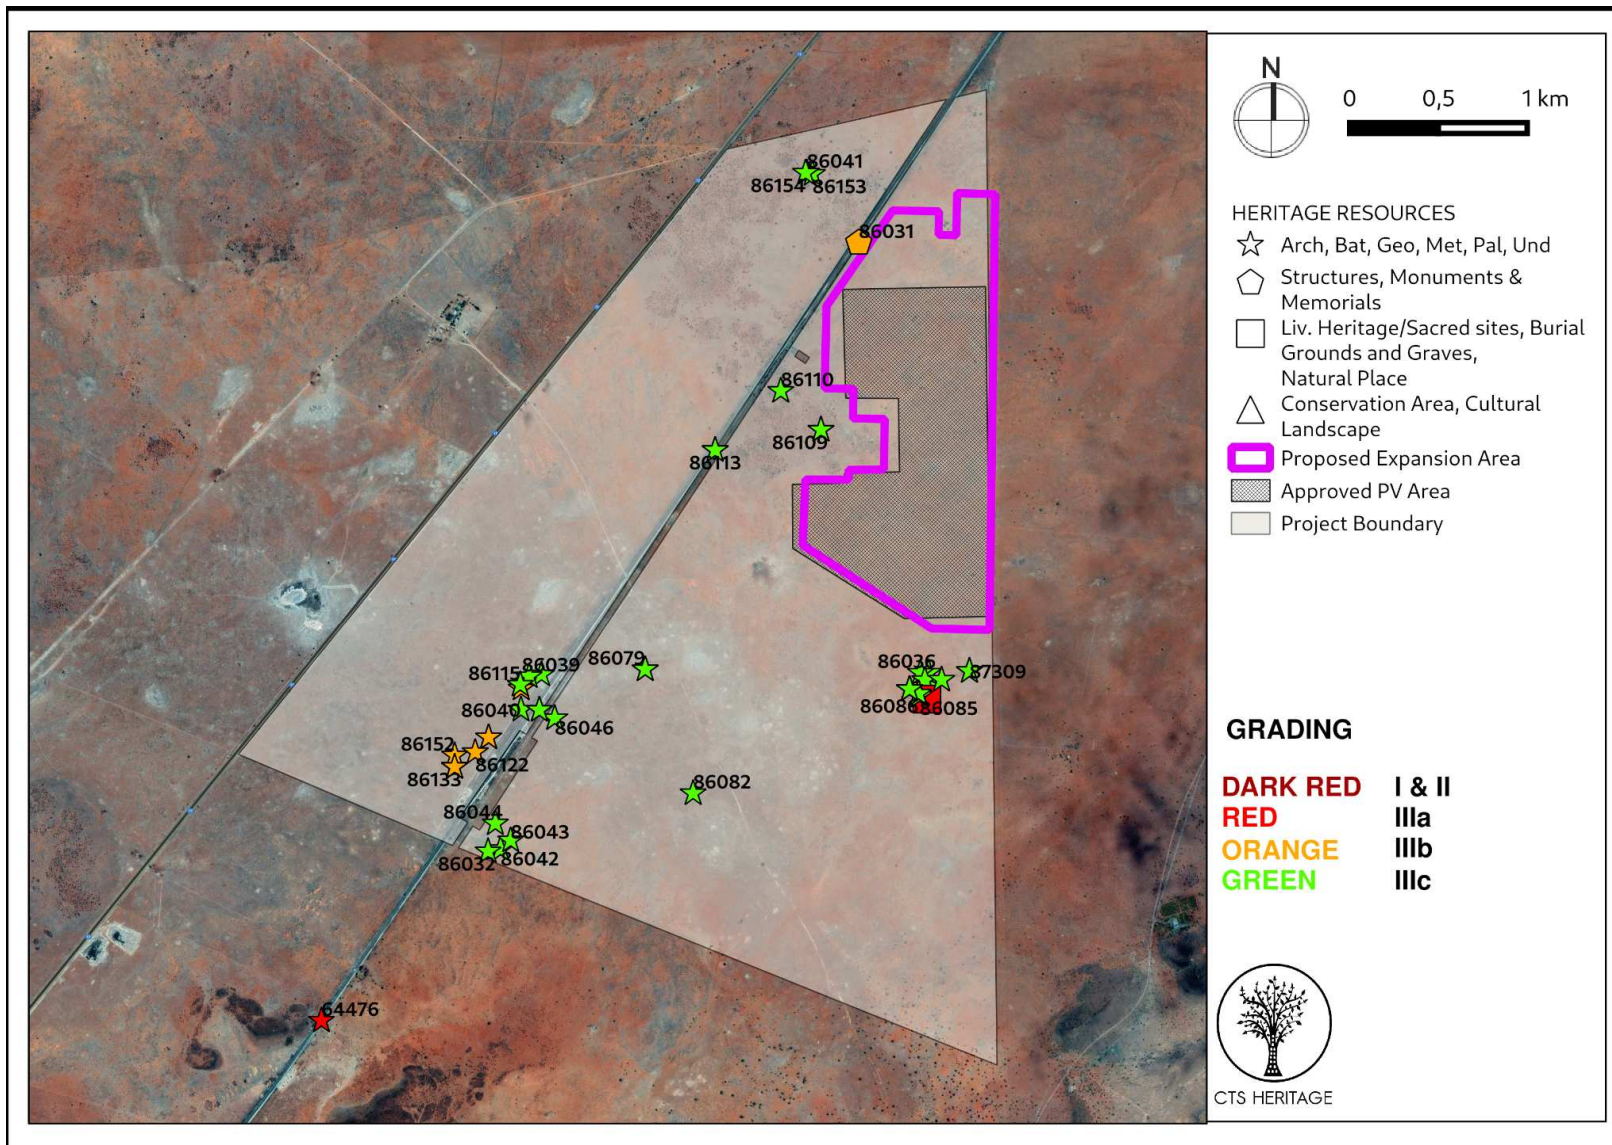 86041
86154
86153
86031
86110
86109
86113
86079
86039
86115
86040
86046
86152
86122
86133
86044
86043
86032
86042
86082
86036
87309
86086
86085
64476
N
0 0,5 1 km
HERITAGE RESOURCES
Arch, Bat, Geo, Met, Pal, Und
Structures, Monuments &
Memorials
Liv. Heritage/Sacred sites, Burial
Grounds and Graves,
Natural Place
Conservation Area, Cultural
Landscape
Proposed Expansion Area
Approved PV Area
Project Boundary
GRADING
DARK RED I & II
RED IIIa
ORANGE IIIb
GREEN IIIc
CTS HERITAGE